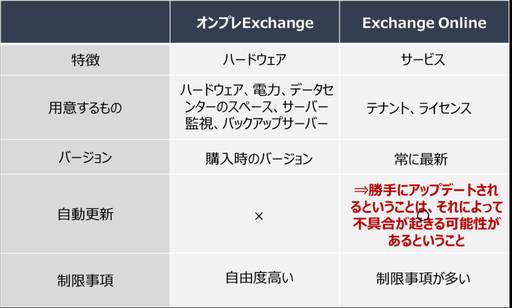 オンプレExchange
Exchange Online
特徴
ハードウェア
サービス
用意するもの
ハードウェア、電力、データセ
ンターのスペース、サーバー
監視、バックアップサーバー
テナント、ライセンス
バージョン
購入時のバージョン
常に最新
自動更新
×
○
⇒勝手にアップデートされ
るということは、それによって
不具合が起きる可能性が
あるということ
制限事項
自由度高い
制限事項が多い